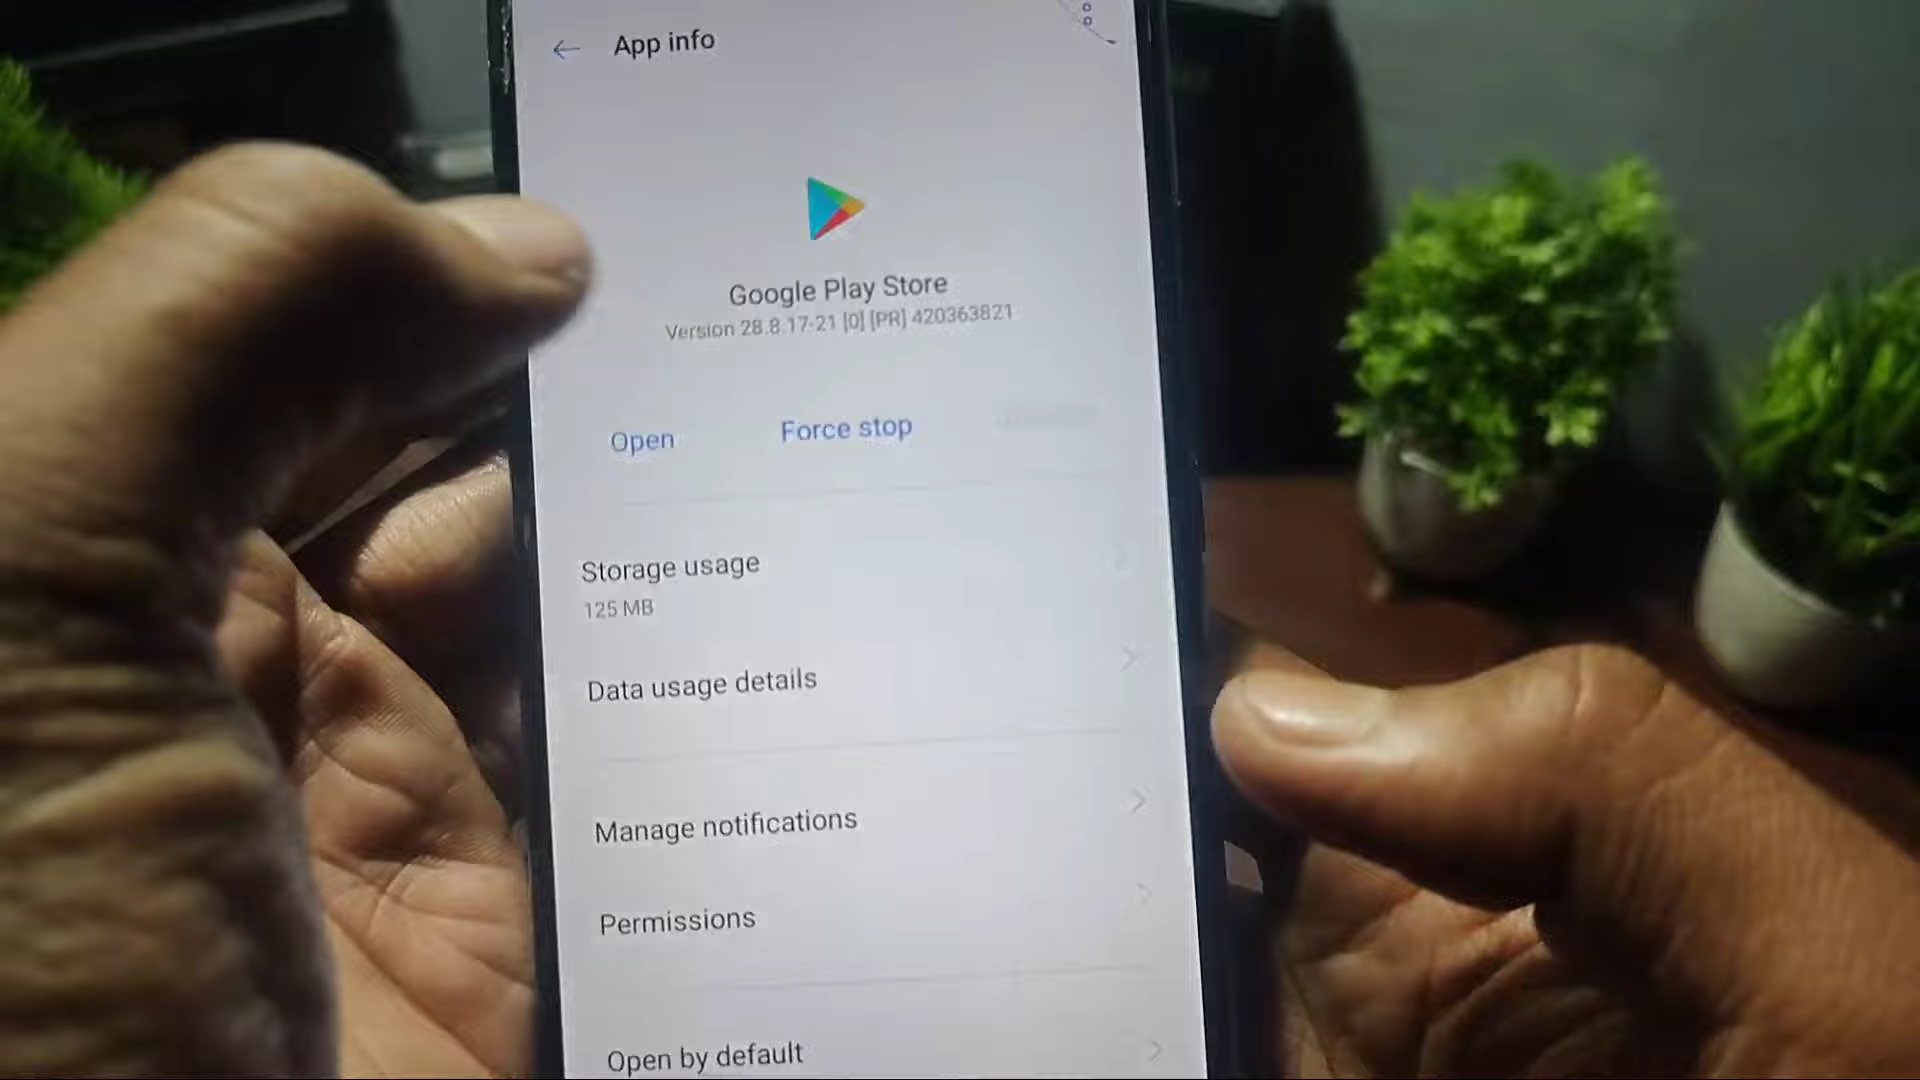 App info
Google Play Store
Version 28.8.17-21 [0] [PR] 420363821
Open
Force stop
Storage usage
125 MB
Data usage details
Manage notifications
Permissions
Open by default